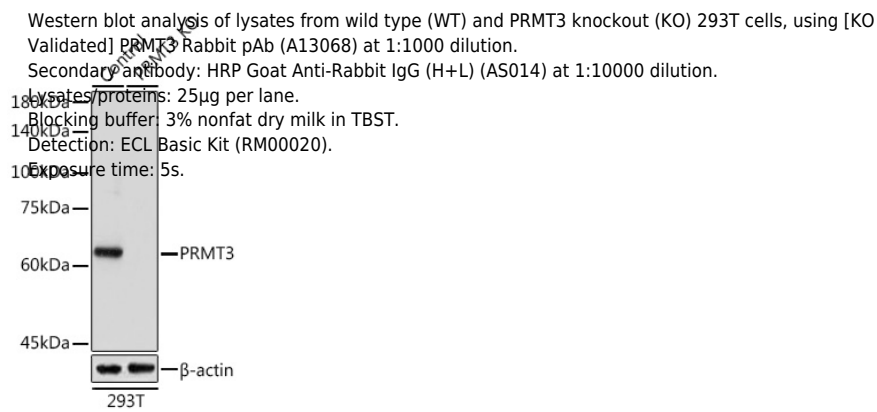 Western blot analysis of lysates from wild type (WT) and PRMT3 knockout (KO) 293T cells, using [KO
Validated] PRMT3 Rabbit pAb (A13068) at 1:1000 dilution.
Secondary antibody: HRP Goat Anti-Rabbit IgG (H+L) (AS014) at 1:10000 dilution.
Lysates/proteins: 25μg per lane.
Blocking buffer: 3% nonfat dry milk in TBST.
Detection: ECL Basic Kit (RM00020).
Exposure time: 5s.
Control
PRMT3 KO
180kDa
140kDa
100kDa
75kDa
60kDa
45kDa
PRMT3
β-actin
293T